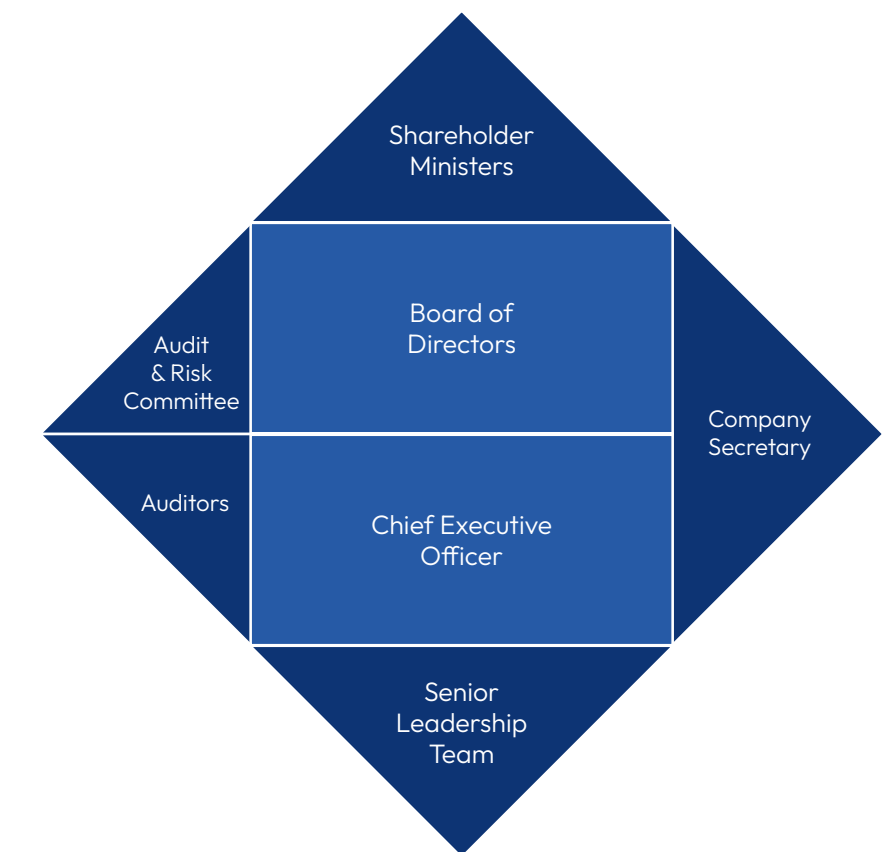 Shareholder
Ministers
Board of
Directors
Audit
& Risk
Committee
Company
Secretary
Auditors
Chief Executive
Officer
Senior
Leadership
Team